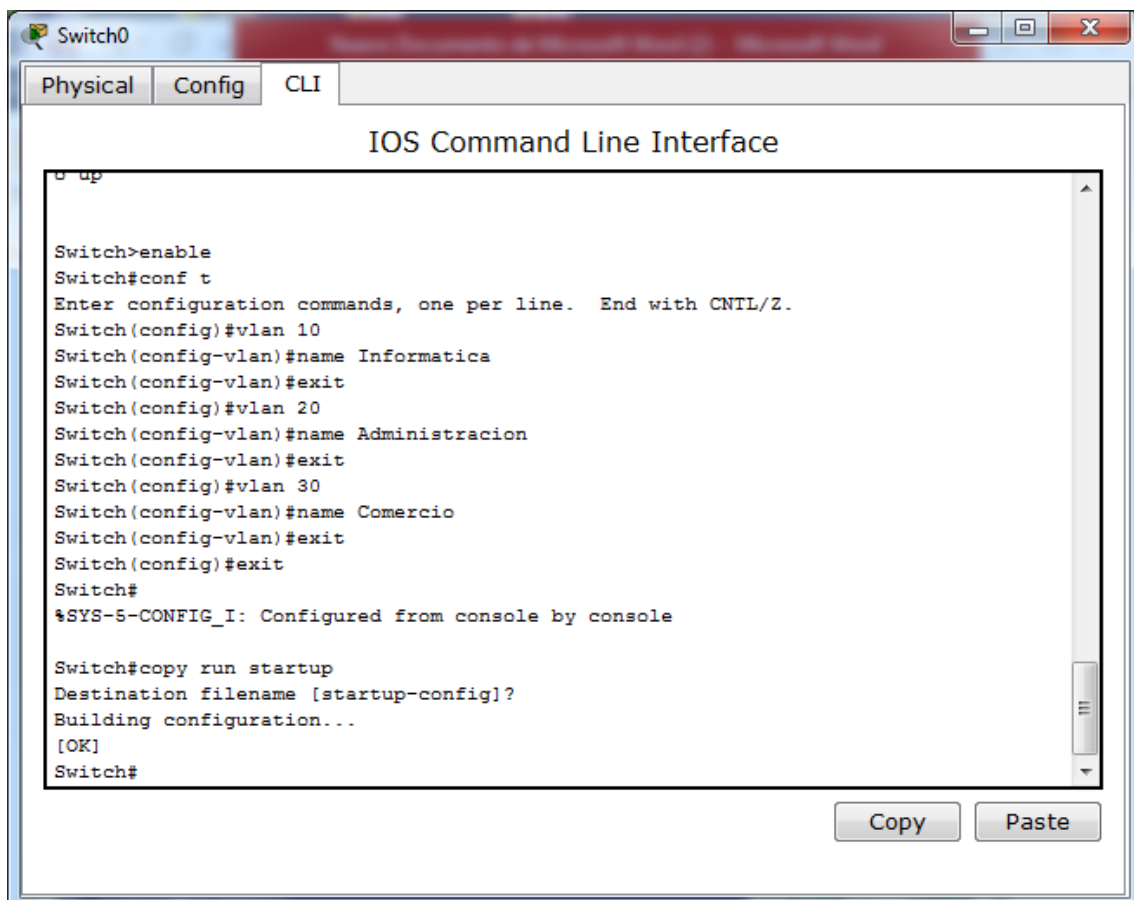 Switch0
Physical
Config
CLI
IOS Command Line Interface
o up
Switch>enable
Switch#conf t
Enter configuration commands, one per line.  End with CNTL/Z.
Switch(config)#vlan 10
Switch(config-vlan)#name Informatica
Switch(config-vlan)#exit
Switch(config)#vlan 20
Switch(config-vlan)#name Administracion
Switch(config-vlan)#exit
Switch(config)#vlan 30
Switch(config-vlan)#name Comercio
Switch(config-vlan)#exit
Switch(config)#exit
Switch#
%SYS-5-CONFIG_I: Configured from console by console
Switch#copy run startup
Destination filename [startup-config]?
Building configuration...
[OK]
Switch#
Copy
Paste